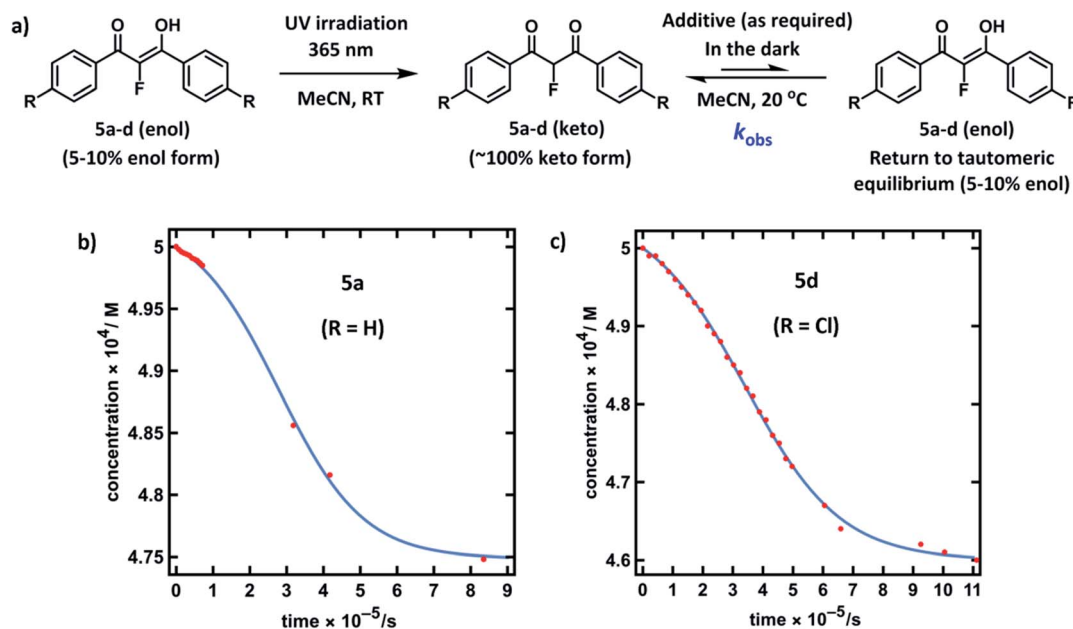 a)
O OH
F
R R
5a-d (enol)
(5-10% enol form)
UV irradiation
365 nm
MeCN, RT
O O
F
R R
5a-d (keto)
(~100% keto form)
Additive (as required)
In the dark
MeCN, 20 °C
kobs
O OH
F
R R
5a-d (enol)
Return to tautomeric
equilibrium (5-10% enol)
b)
5a
(R = H)
5
4.95
4.9
4.85
4.8
4.75
concentration × 10⁴/ M
0 1 2 3 4 5 6 7 8 9
time × 10⁻⁵/s
c)
5d
(R = Cl)
5
4.9
4.8
4.7
4.6
concentration × 10⁴/ M
0 1 2 3 4 5 6 7 8 9 10 11
time × 10⁻⁵/s